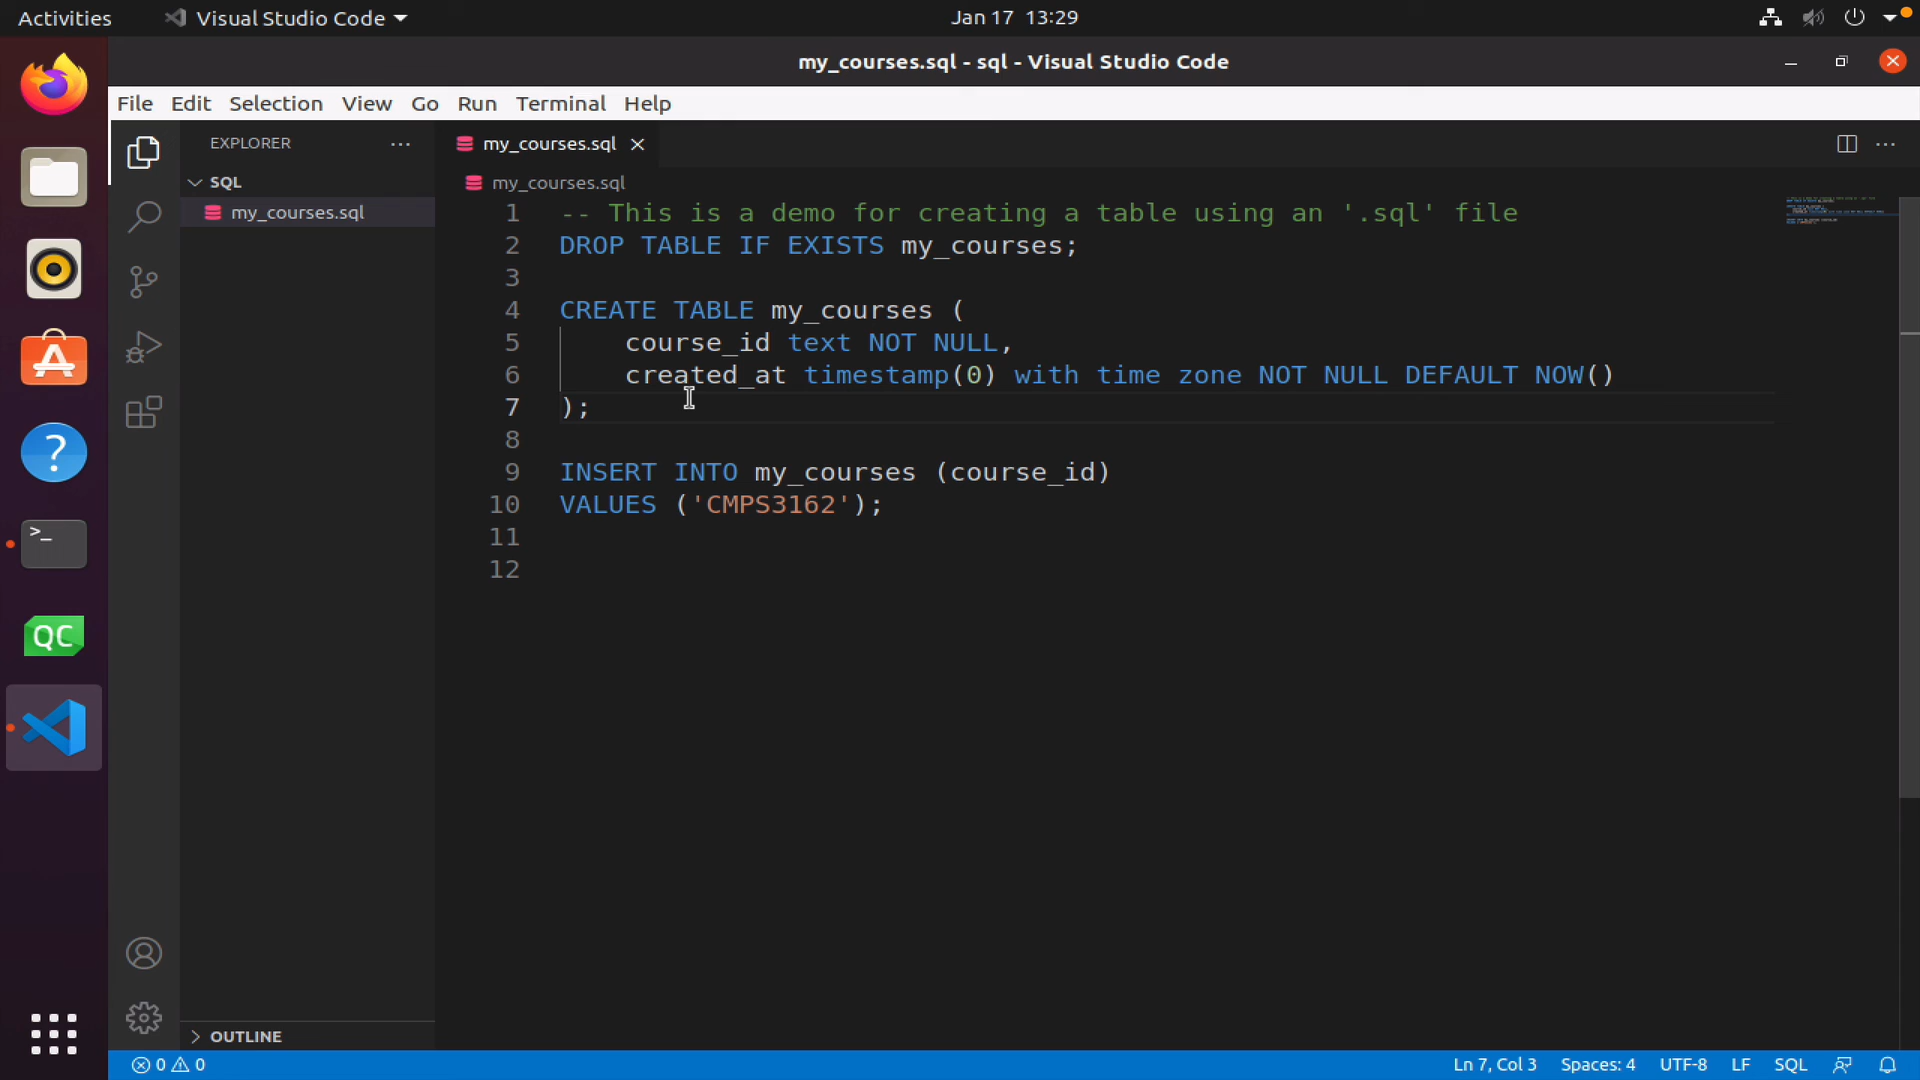 Activities
Visual Studio Code
Jan 17 13:29
my_courses.sql - sql - Visual Studio Code
File Edit Selection View Go Run Terminal Help
EXPLORER
SQL
my_courses.sql
my_courses.sql
my_courses.sql
1 -- This is a demo for creating a table using an '.sql' file
2 DROP TABLE IF EXISTS my_courses;
3
4 CREATE TABLE my_courses (
5 course_id text NOT NULL,
6 created_at timestamp(0) with time zone NOT NULL DEFAULT NOW()
7 );
8
9 INSERT INTO my_courses (course_id)
10 VALUES ('CMPS3162');
11
12
>_
?
QC
OUTLINE
0 0
Ln 7, Col 3 Spaces: 4 UTF-8 LF SQL